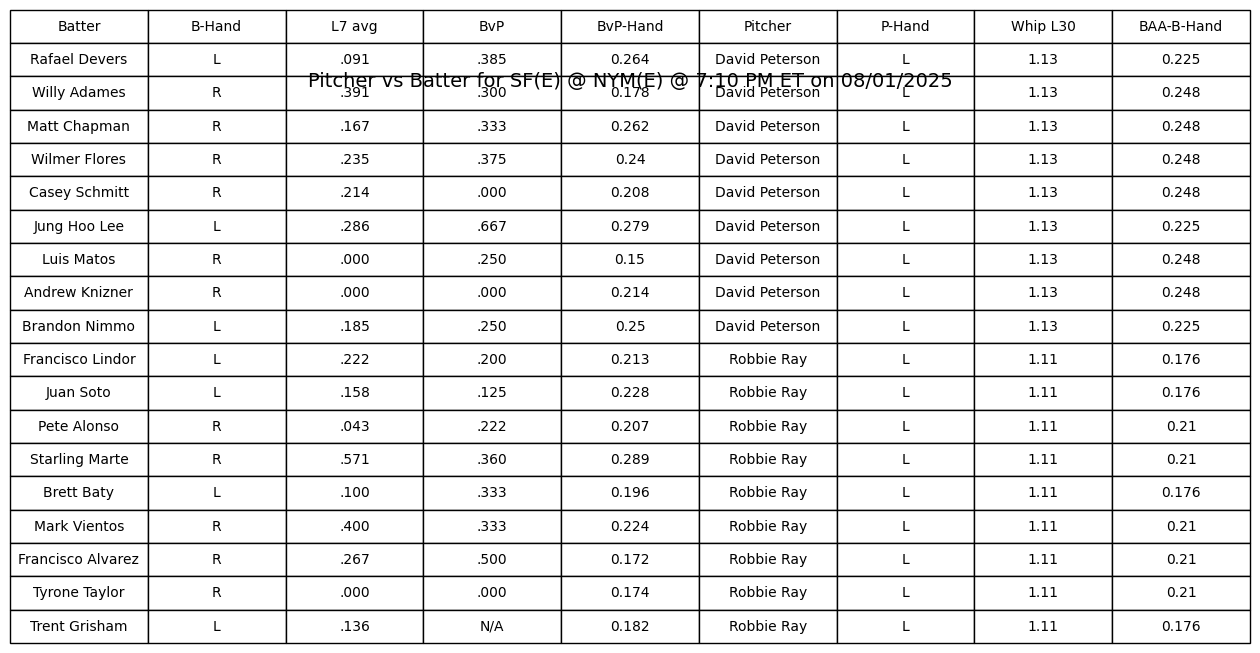 Batter B-Hand L7 avg BvP BvP-Hand Pitcher P-Hand Whip L30 BAA-B-Hand
Rafael Devers L .091 .385 0.264 David Peterson L 1.13 0.225
Pitcher vs Batter for SF(E) @ NYM(E) @ 7:10 PM ET on 08/01/2025
Willy Adames R .391 .300 0.178 David Peterson L 1.13 0.248
Matt Chapman R .167 .333 0.262 David Peterson L 1.13 0.248
Wilmer Flores R .235 .375 0.24 David Peterson L 1.13 0.248
Casey Schmitt R .214 .000 0.208 David Peterson L 1.13 0.248
Jung Hoo Lee L .286 .667 0.279 David Peterson L 1.13 0.225
Luis Matos R .000 .250 0.15 David Peterson L 1.13 0.248
Andrew Knizner R .000 .000 0.214 David Peterson L 1.13 0.248
Brandon Nimmo L .185 .250 0.25 David Peterson L 1.13 0.225
Francisco Lindor L .222 .200 0.213 Robbie Ray L 1.11 0.176
Juan Soto L .158 .125 0.228 Robbie Ray L 1.11 0.176
Pete Alonso R .043 .222 0.207 Robbie Ray L 1.11 0.21
Starling Marte R .571 .360 0.289 Robbie Ray L 1.11 0.21
Brett Baty L .100 .333 0.196 Robbie Ray L 1.11 0.176
Mark Vientos R .400 .333 0.224 Robbie Ray L 1.11 0.21
Francisco Alvarez R .267 .500 0.172 Robbie Ray L 1.11 0.21
Tyrone Taylor R .000 .000 0.174 Robbie Ray L 1.11 0.21
Trent Grisham L .136 N/A 0.182 Robbie Ray L 1.11 0.176